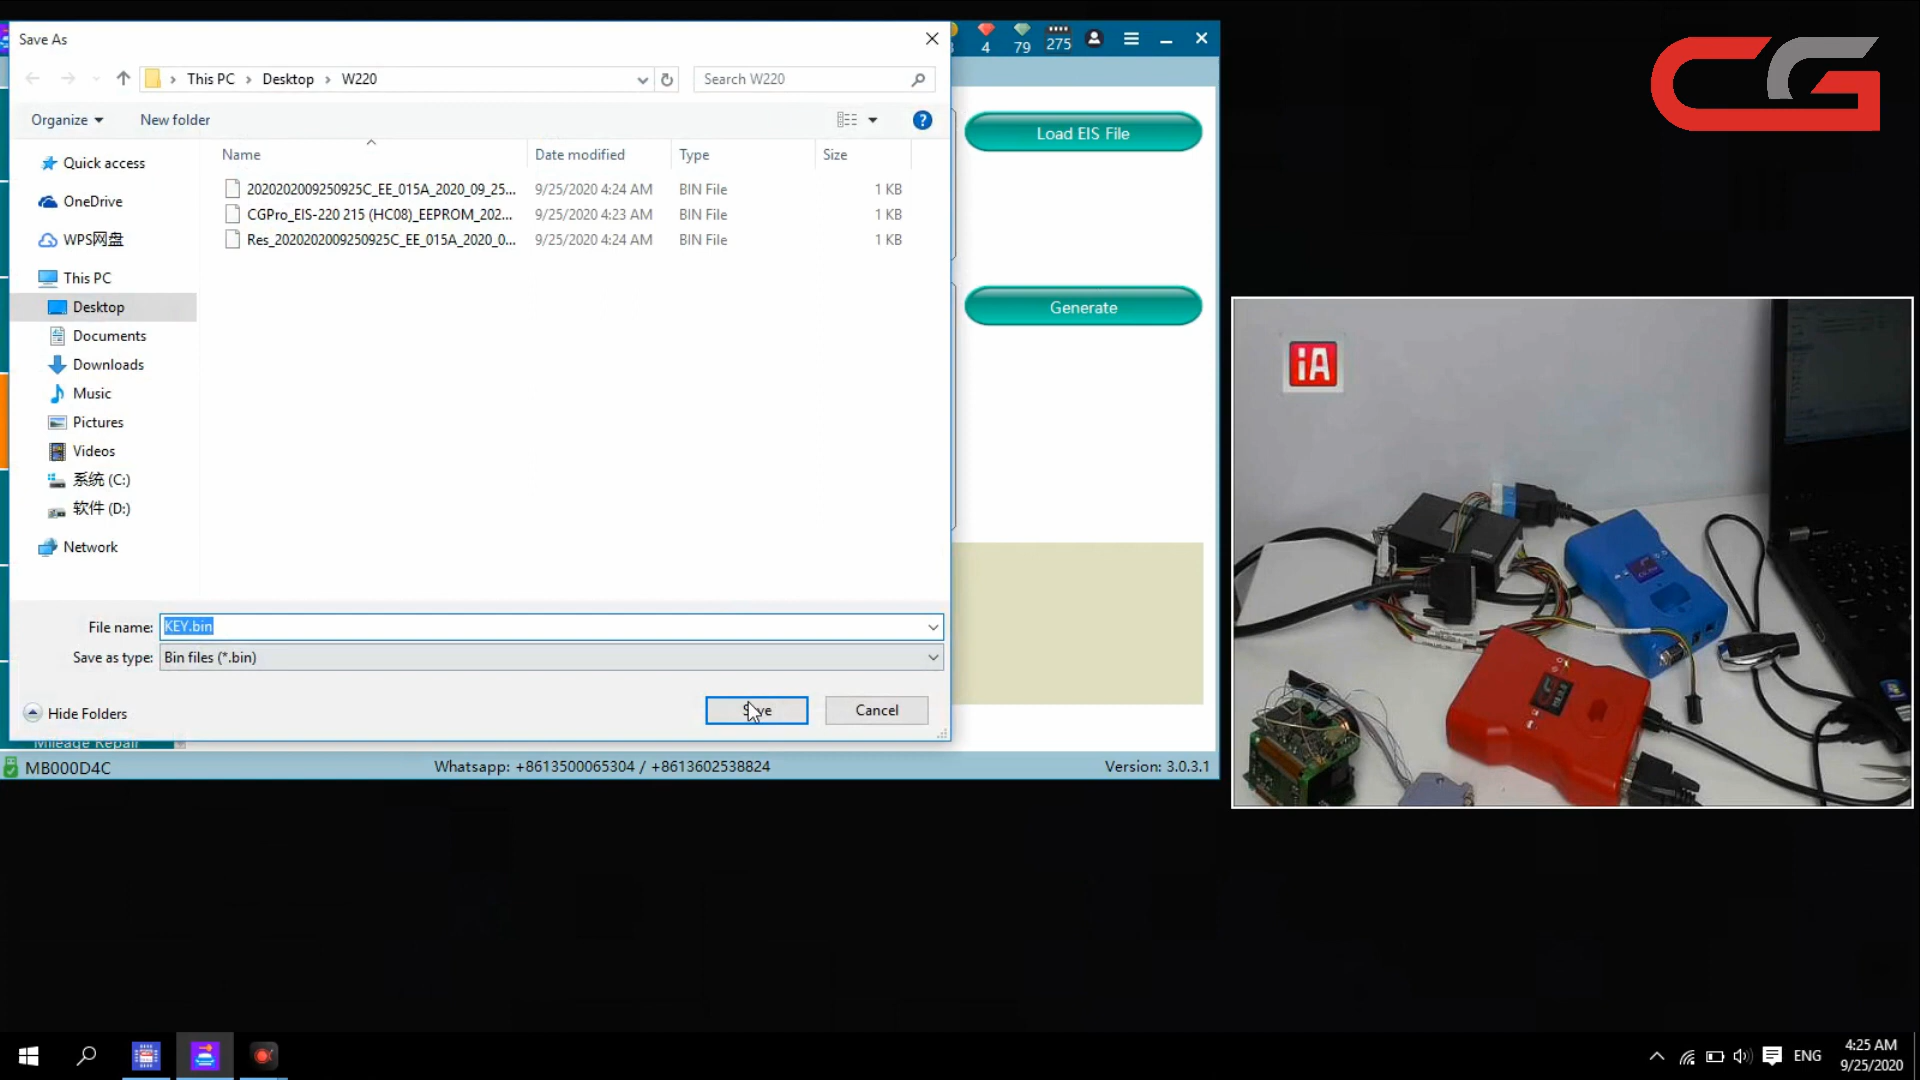 Save As
4
79
275
This PC > Desktop > W220
Search W220
Organize
New folder
Name
Date modified
Type
Size
2020202009250925C_EE_015A_2020_09_25...
9/25/2020 4:24 AM
BIN File
1 KB
CGPro_EIS-220 215 (HC08)_EEPROM_202...
9/25/2020 4:23 AM
BIN File
1 KB
Res_2020202009250925C_EE_015A_2020_0...
9/25/2020 4:24 AM
BIN File
1 KB
Quick access
OneDrive
WPS网盘
This PC
Desktop
Documents
Downloads
Music
Pictures
Videos
系统 (C:)
软件 (D:)
Network
File name: KEY.bin
Save as type: Bin files (*.bin)
Hide Folders
Save
Cancel
Load EIS File
Generate
Mileage Repair
MB000D4C
Whatsapp: +8613500065304 / +8613602538824
Version: 3.0.3.1
CG
iA
ENG
4:25 AM
9/25/2020